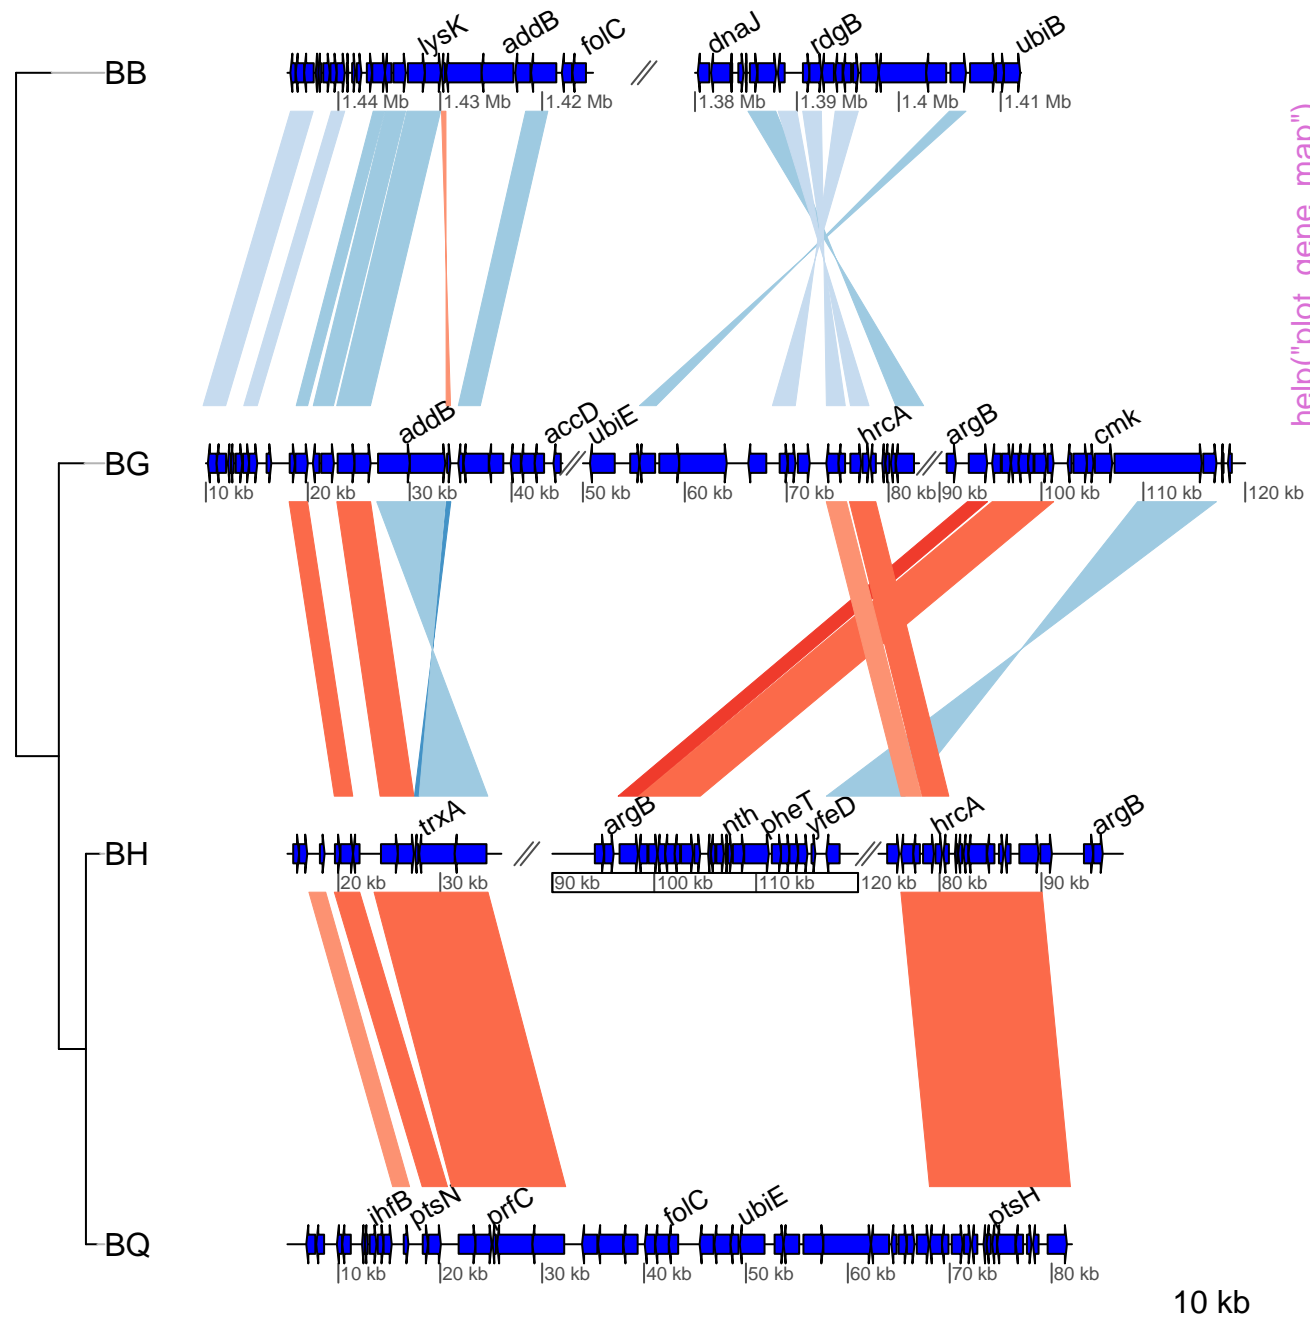 lysK addB folC dnaJ rdgB ubiB
BB
1.44 Mb 1.43 Mb 1.42 Mb 1.38 Mb 1.39 Mb 1.4 Mb 1.41 Mb
help("plot_gene_map")
addB accD ubiE hrcA argB cmk
BG
10 kb 20 kb 30 kb 40 kb 50 kb 60 kb 70 kb 80 kb 90 kb 100 kb 110 kb 120 kb
trxA argB nth pheT yfeD hrcA argB
BH
20 kb 30 kb 90 kb 100 kb 110 kb 120 kb 80 kb 90 kb
ihfB ptsN prfC folC ubiE ptsH
BQ
10 kb 20 kb 30 kb 40 kb 50 kb 60 kb 70 kb 80 kb
10 kb